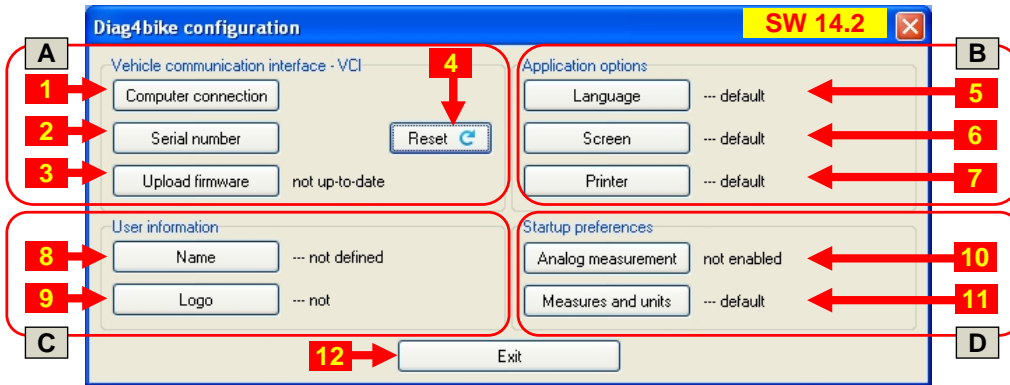 Diag4bike configuration SW 14.2
A B
Vehicle communication interface - VCI 4 Application options
1 Computer connection Language --- default 5
2 Serial number Reset Screen --- default 6
3 Upload firmware not up-to-date Printer --- default 7
User information Startup preferences
8 Name --- not defined Analog measurement not enabled 10
9 Logo --- not Measures and units --- default 11
C D
12 Exit